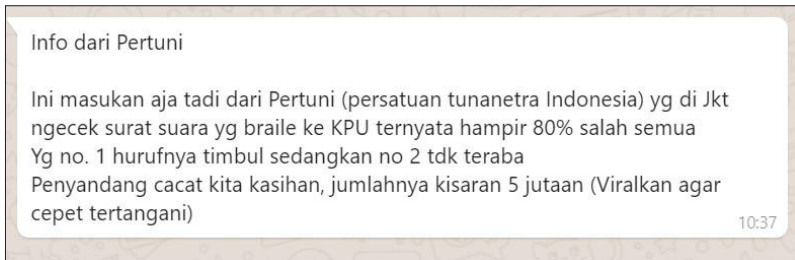 Info dari Pertuni
Ini masukan aja tadi dari Pertuni (persatuan tunanetra Indonesia) yg di Jkt
ngecek surat suara yg braile ke KPU ternyata hampir 80% salah semua
Yg no. 1 hurufnya timbul sedangkan no 2 tdk teraba
Penyandang cacat kita kasihan, jumlahnya kisaran 5 jutaan (Viralkan agar
cepet tertangani)
10:37